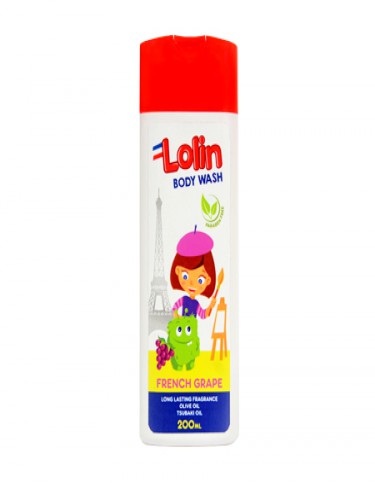 Lolin
BODY WASH
FRENCH GRAPE
LONG LASTING FRAGRANCE
OLIVE OIL
TSUBAKI OIL
200ML